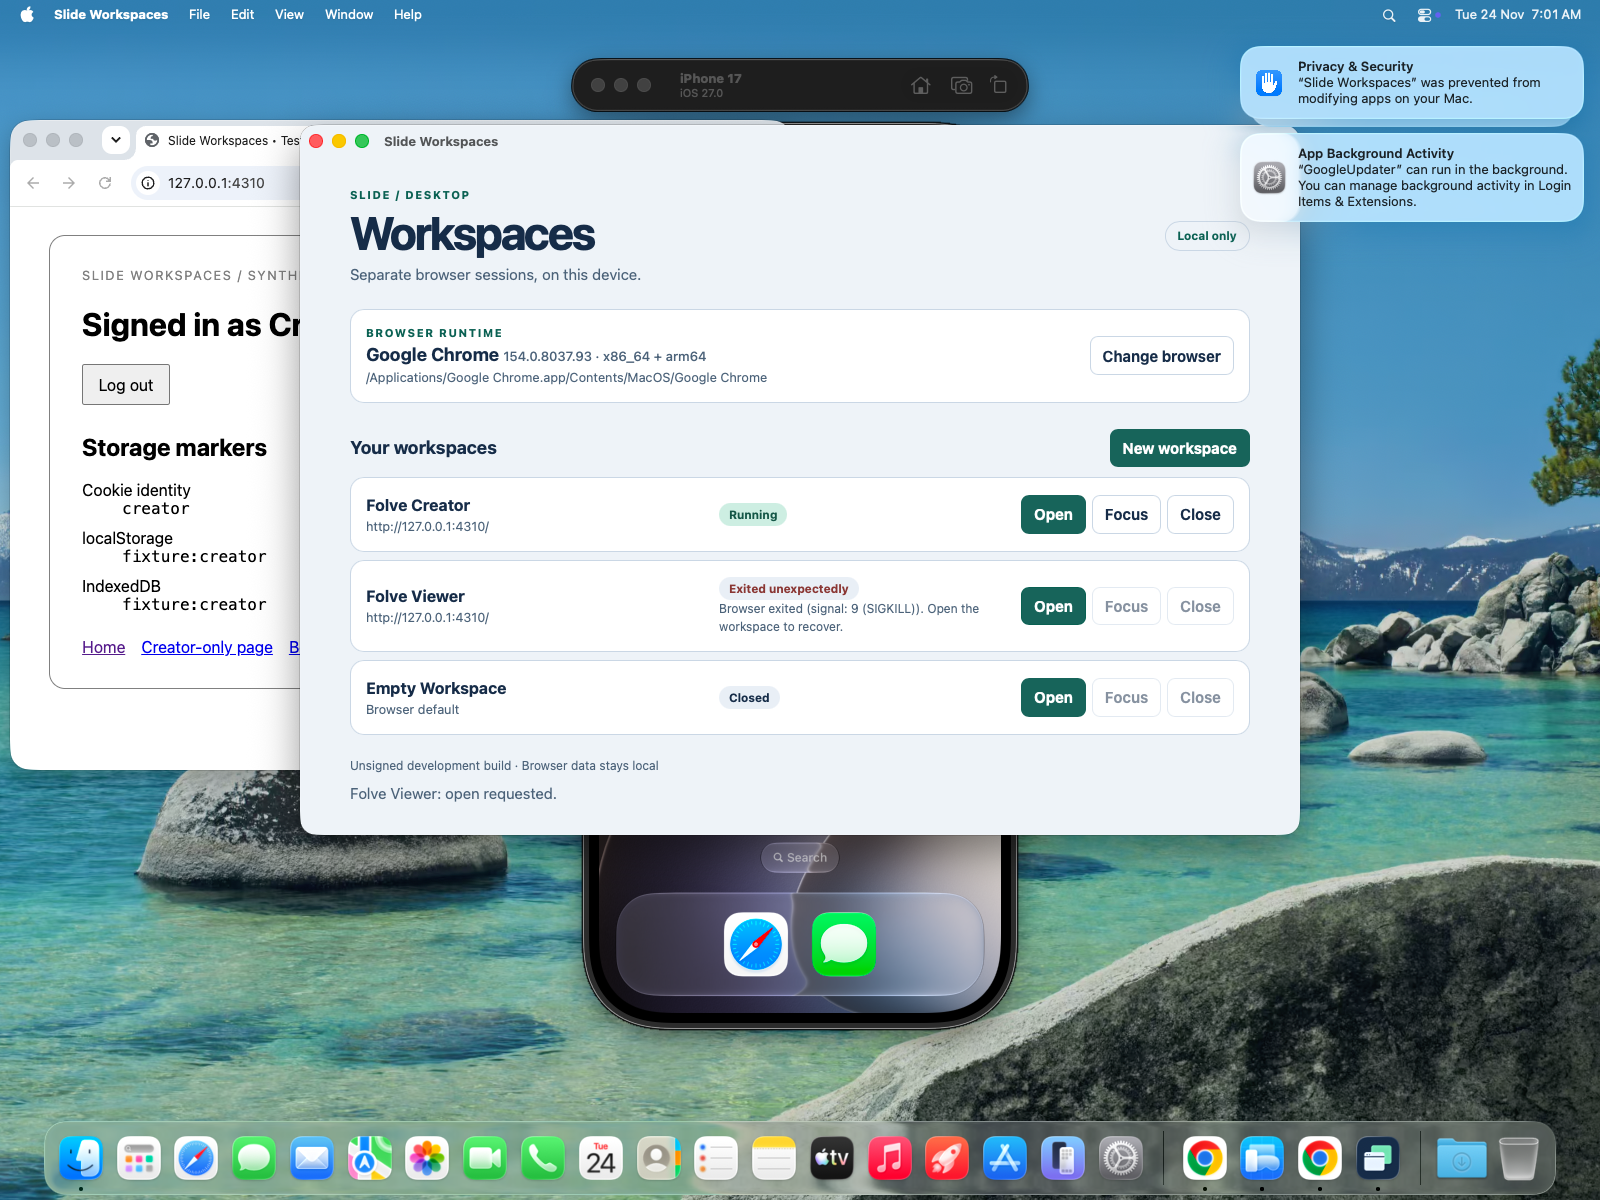 Slide Workspaces File Edit View Window Help
Tue 24 Nov 7:01 AM
iPhone 17
iOS 27.0
Privacy & Security
“Slide Workspaces” was prevented from
modifying apps on your Mac.
App Background Activity
“GoogleUpdater” can run in the background.
You can manage background activity in Login
Items & Extensions.
Slide Workspaces • Tes
127.0.0.1:4310
SLIDE WORKSPACES / SYNTH
Signed in as Cr
Log out
Storage markers
Cookie identity
creator
localStorage
fixture:creator
IndexedDB
fixture:creator
Home Creator-only page B
Slide Workspaces
SLIDE / DESKTOP
Workspaces
Separate browser sessions, on this device.
Local only
BROWSER RUNTIME
Google Chrome 154.0.8037.93 · x86_64 + arm64
/Applications/Google Chrome.app/Contents/MacOS/Google Chrome
Change browser
Your workspaces
New workspace
Folve Creator
http://127.0.0.1:4310/
Running
Open Focus Close
Folve Viewer
http://127.0.0.1:4310/
Exited unexpectedly
Browser exited (signal: 9 (SIGKILL)). Open the
workspace to recover.
Open Focus Close
Empty Workspace
Browser default
Closed
Open Focus Close
Unsigned development build · Browser data stays local
Folve Viewer: open requested.
Search
Tue
24
tv